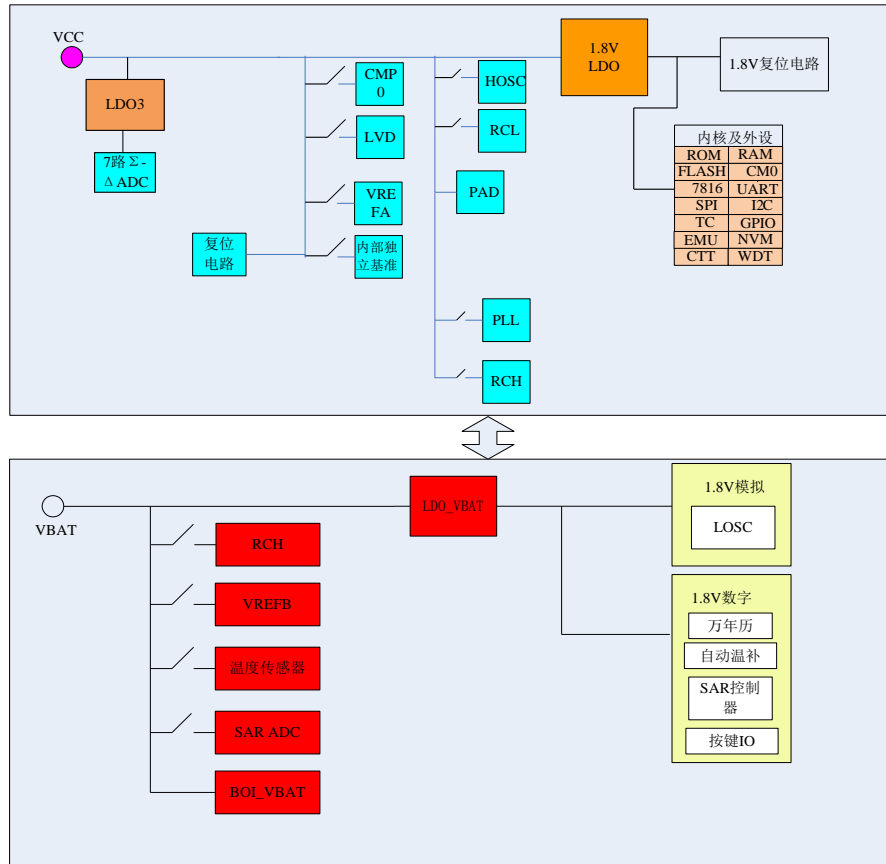 VCC
LDO3
7路 Σ-
Δ ADC
复位
电路
CMP
0
LVD
VRE
FA
内部独
立基准
HOSC
RCL
PAD
PLL
RCH
1.8V
LDO
1.8V复位电路
内核及外设
ROM RAM
FLASH CM0
7816 UART
SPI I2C
TC GPIO
EMU NVM
CTT WDT
VBAT
RCH
VREFB
温度传感器
SAR ADC
BOI_VBAT
LDO_VBAT
1.8V模拟
LOSC
1.8V数字
万年历
自动温补
SAR控制
器
按键IO